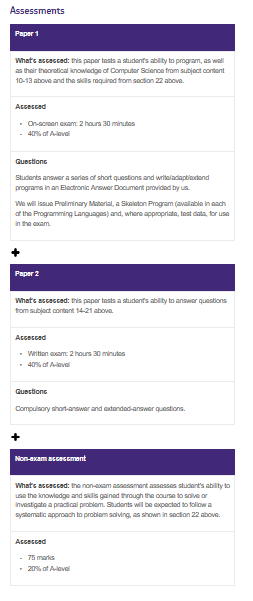 Assessments
Paper 1
What's assessed: this paper tests a student's ability to program, as well
as their theoretical knowledge of Computer Science from subject content
10-13 above and the skills required from section 22 above.
Assessed
• On-screen exam: 2 hours 30 minutes
• 40% of A-level
Questions
Students answer a series of short questions and write/adapt/extend
programs in an Electronic Answer Document provided by us.
We will issue Preliminary Material, a Skeleton Program (available in each
of the Programming Languages) and, where appropriate, test data, for use
in the exam.
+
Paper 2
What's assessed: this paper tests a student's ability to answer questions
from subject content 14-21 above.
Assessed
• Written exam: 2 hours 30 minutes
• 40% of A-level
Questions
Compulsory short-answer and extended-answer questions.
+
Non-exam assessment
What's assessed: the non-exam assessment assesses student's ability to
use the knowledge and skills gained through the course to solve or
investigate a practical problem. Students will be expected to follow a
systematic approach to problem solving, as shown in section 22 above.
Assessed
• 75 marks
• 20% of A-level